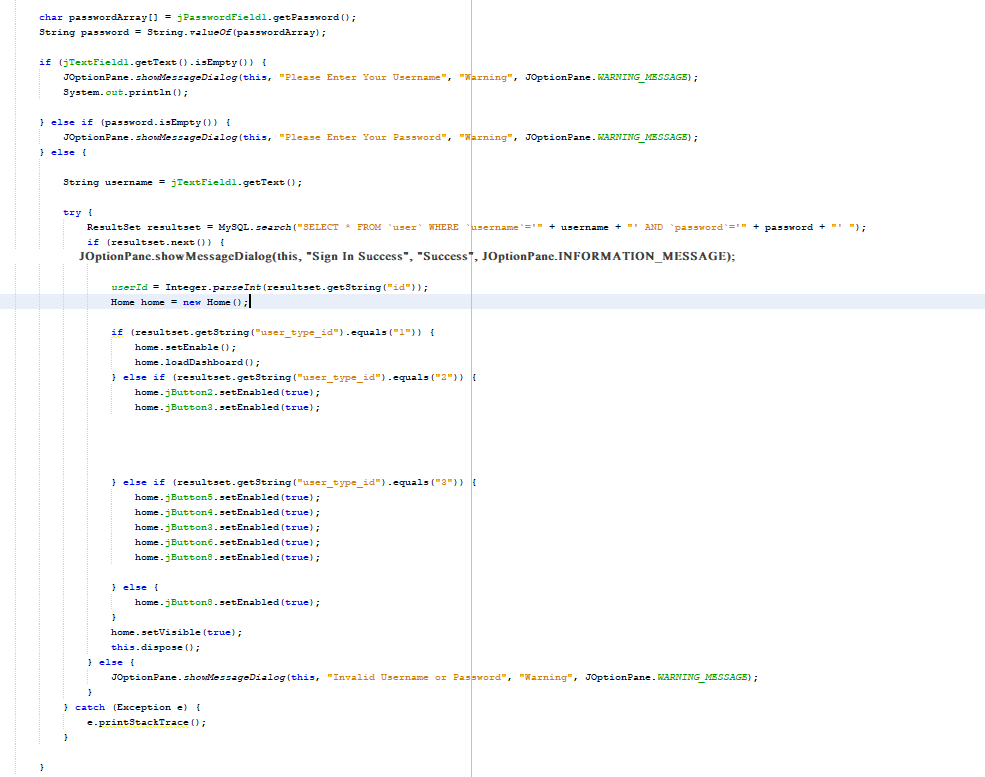 char passwordArray[] = jPasswordField1.getPassword();
String password = String.valueOf(passwordArray);
if (jTextField1.getText().isEmpty()) {
JOptionPane.showMessageDialog(this, "Please Enter Your Username", "Warning", JOptionPane.WARNING_MESSAGE);
System.out.println();
} else if (password.isEmpty()) {
JOptionPane.showMessageDialog(this, "Please Enter Your Password", "Warning", JOptionPane.WARNING_MESSAGE);
} else {
String username = jTextField1.getText();
try {
ResultSet resultset = MySQL.search("SELECT * FROM `user` WHERE `username`='" + username + "' AND `password`='" + password + "' ");
if (resultset.next()) {
JOptionPane.showMessageDialog(this, "Sign In Success", "Success", JOptionPane.INFORMATION_MESSAGE);
userId = Integer.parseInt(resultset.getString("id"));
Home home = new Home();
if (resultset.getString("user_type_id").equals("1")) {
home.setEnable();
home.loadDashboard();
} else if (resultset.getString("user_type_id").equals("2")) {
home.jButton2.setEnabled(true);
home.jButton3.setEnabled(true);
} else if (resultset.getString("user_type_id").equals("3")) {
home.jButton5.setEnabled(true);
home.jButton4.setEnabled(true);
home.jButton3.setEnabled(true);
home.jButton6.setEnabled(true);
home.jButton8.setEnabled(true);
} else {
home.jButton8.setEnabled(true);
}
home.setVisible(true);
this.dispose();
} else {
JOptionPane.showMessageDialog(this, "Invalid Username or Password", "Warning", JOptionPane.WARNING_MESSAGE);
}
} catch (Exception e) {
e.printStackTrace();
}
}